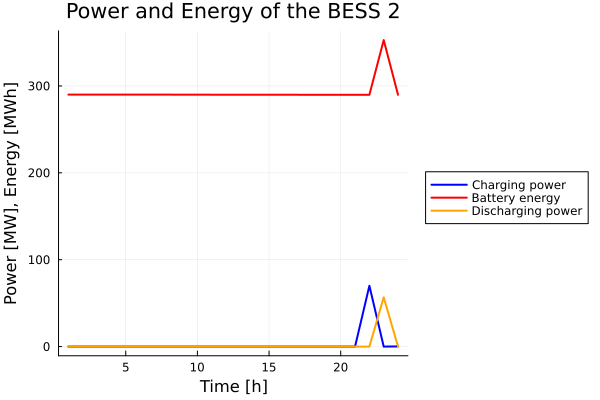 Power and Energy of the BESS 2
Power [MW], Energy [MWh]
300
200
100
0
5 10 15 20
Time [h]
Charging power
Battery energy
Discharging power